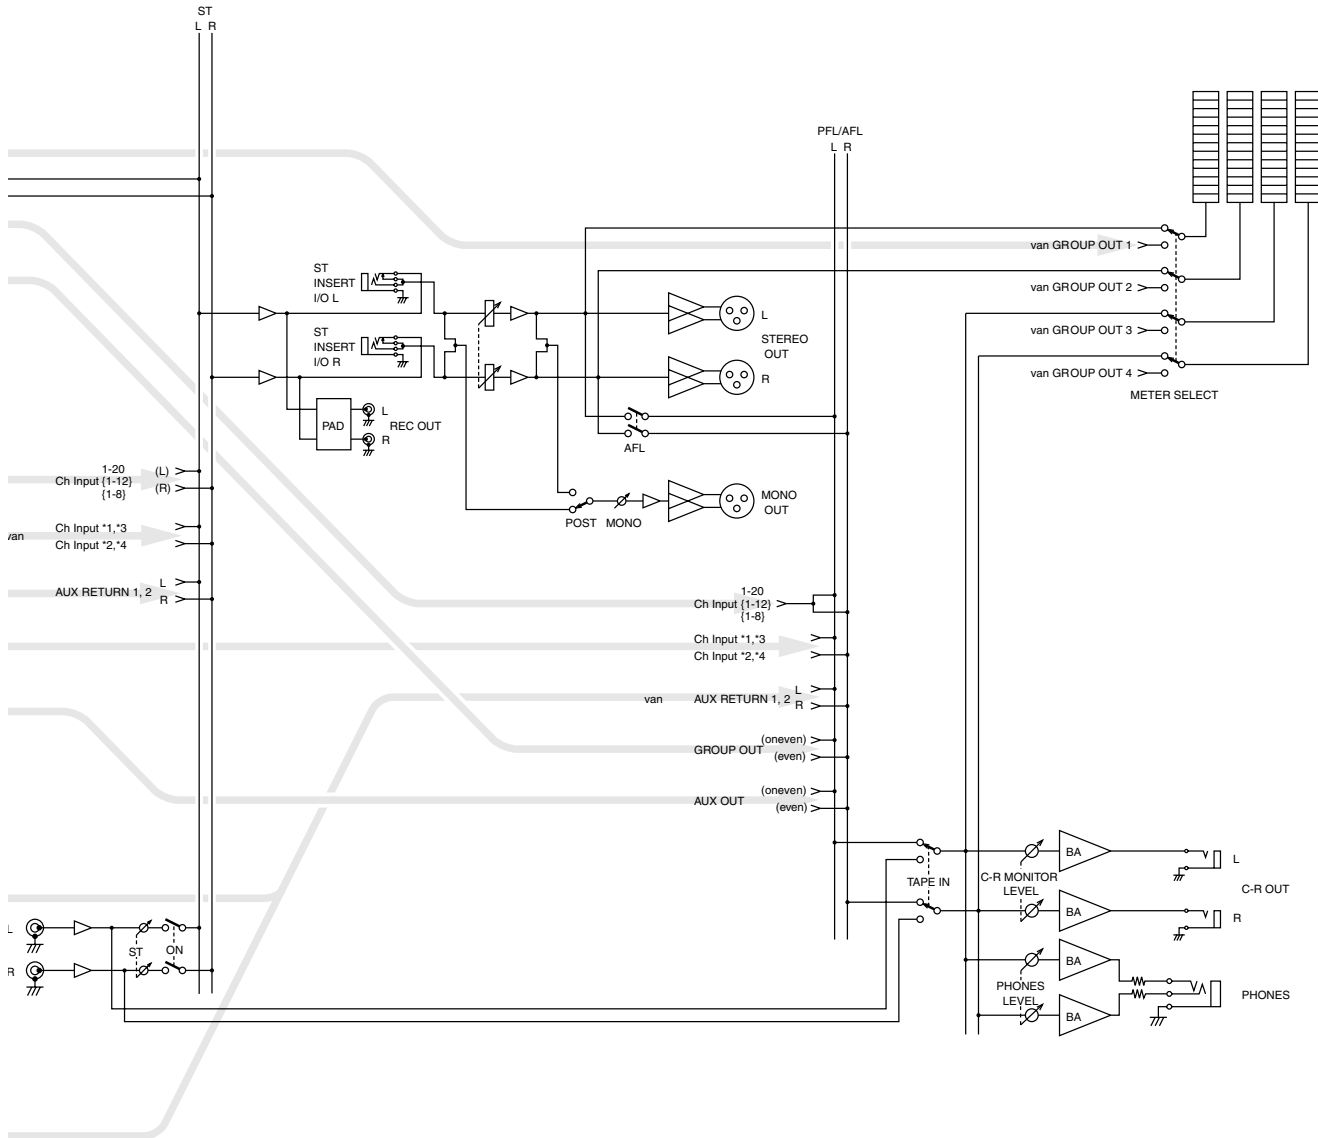 ST
L R
PFL/AFL
L R
van GROUP OUT 1
van GROUP OUT 2
van GROUP OUT 3
van GROUP OUT 4
METER SELECT
ST
INSERT
I/O L
ST
INSERT
I/O R
L
STEREO
OUT
R
PAD
L
REC OUT
R
AFL
POST
MONO
MONO
OUT
1-20
Ch Input {1-12}
{1-8}
(L)
(R)
van
Ch Input *1,*3
Ch Input *2,*4
AUX RETURN 1, 2
L
R
1-20
Ch Input {1-12}
{1-8}
Ch Input *1,*3
Ch Input *2,*4
van
AUX RETURN 1, 2
L
R
GROUP OUT
(oneven)
(even)
AUX OUT
(oneven)
(even)
TAPE IN
C-R MONITOR
LEVEL
BA
BA
L
C-R OUT
R
PHONES
LEVEL
BA
BA
PHONES
L
R
ST
ON